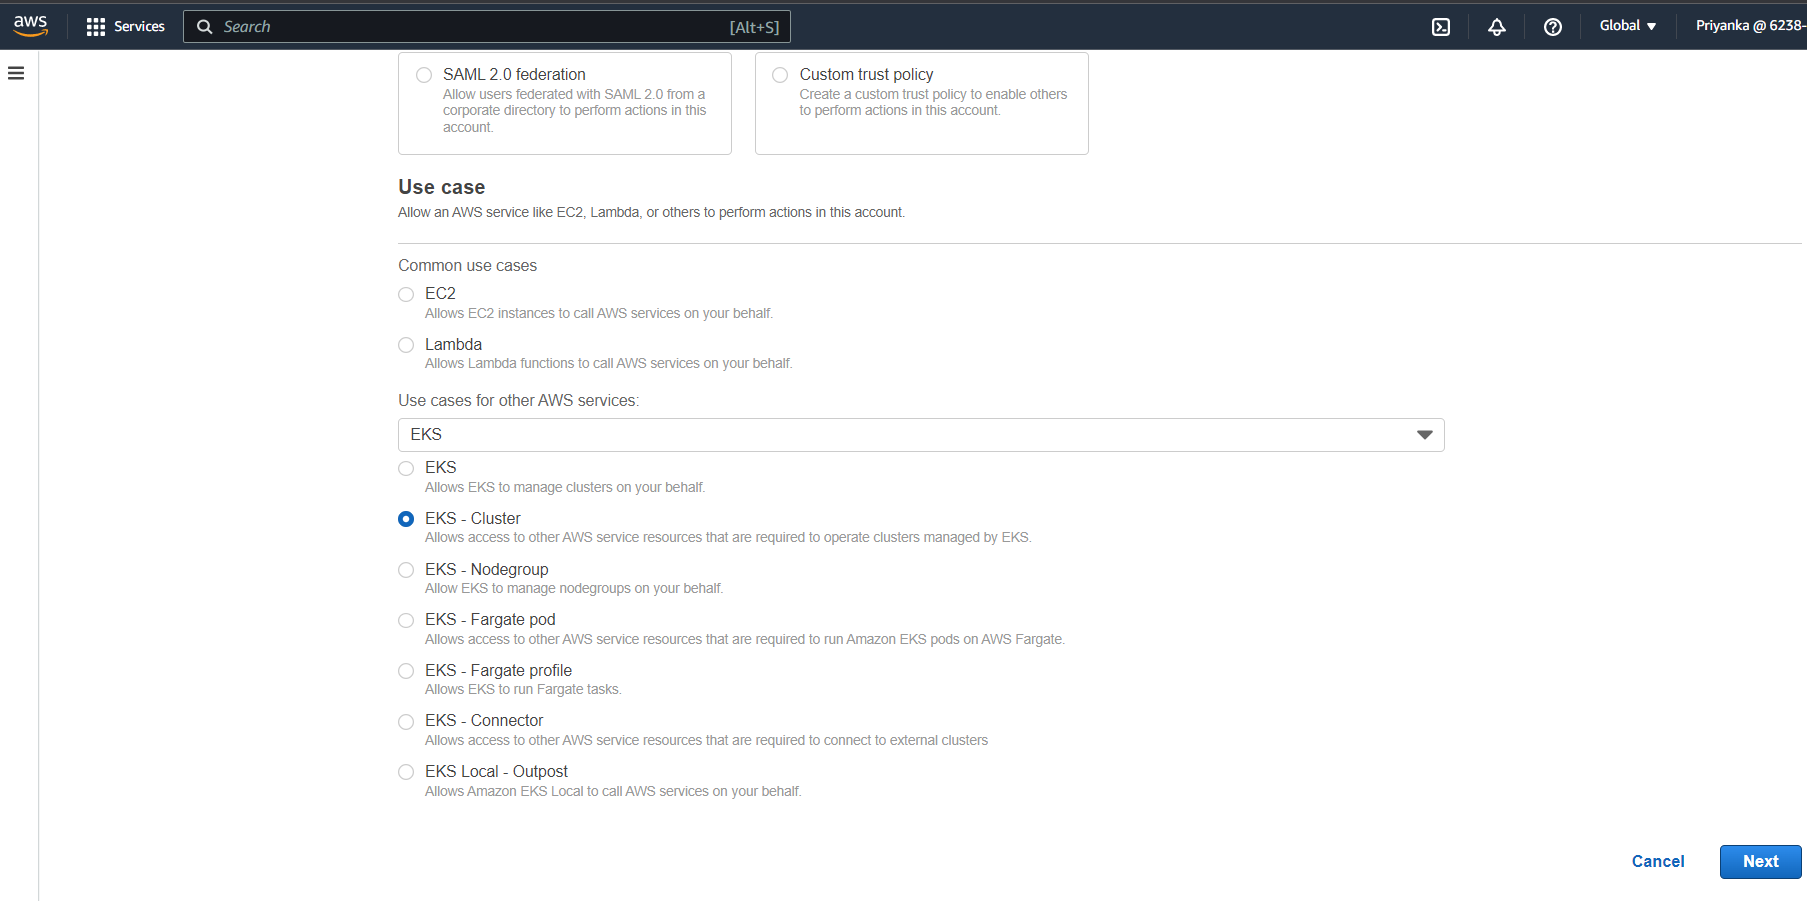 aws Services Search [Alt+S] Global Priyanka @ 6238-
SAML 2.0 federation
Allow users federated with SAML 2.0 from a
corporate directory to perform actions in this
account.
Custom trust policy
Create a custom trust policy to enable others
to perform actions in this account.
Use case
Allow an AWS service like EC2, Lambda, or others to perform actions in this account.
Common use cases
EC2
Allows EC2 instances to call AWS services on your behalf.
Lambda
Allows Lambda functions to call AWS services on your behalf.
Use cases for other AWS services:
EKS
EKS
Allows EKS to manage clusters on your behalf.
EKS - Cluster
Allows access to other AWS service resources that are required to operate clusters managed by EKS.
EKS - Nodegroup
Allow EKS to manage nodegroups on your behalf.
EKS - Fargate pod
Allows access to other AWS service resources that are required to run Amazon EKS pods on AWS Fargate.
EKS - Fargate profile
Allows EKS to run Fargate tasks.
EKS - Connector
Allows access to other AWS service resources that are required to connect to external clusters
EKS Local - Outpost
Allows Amazon EKS Local to call AWS services on your behalf.
Cancel Next